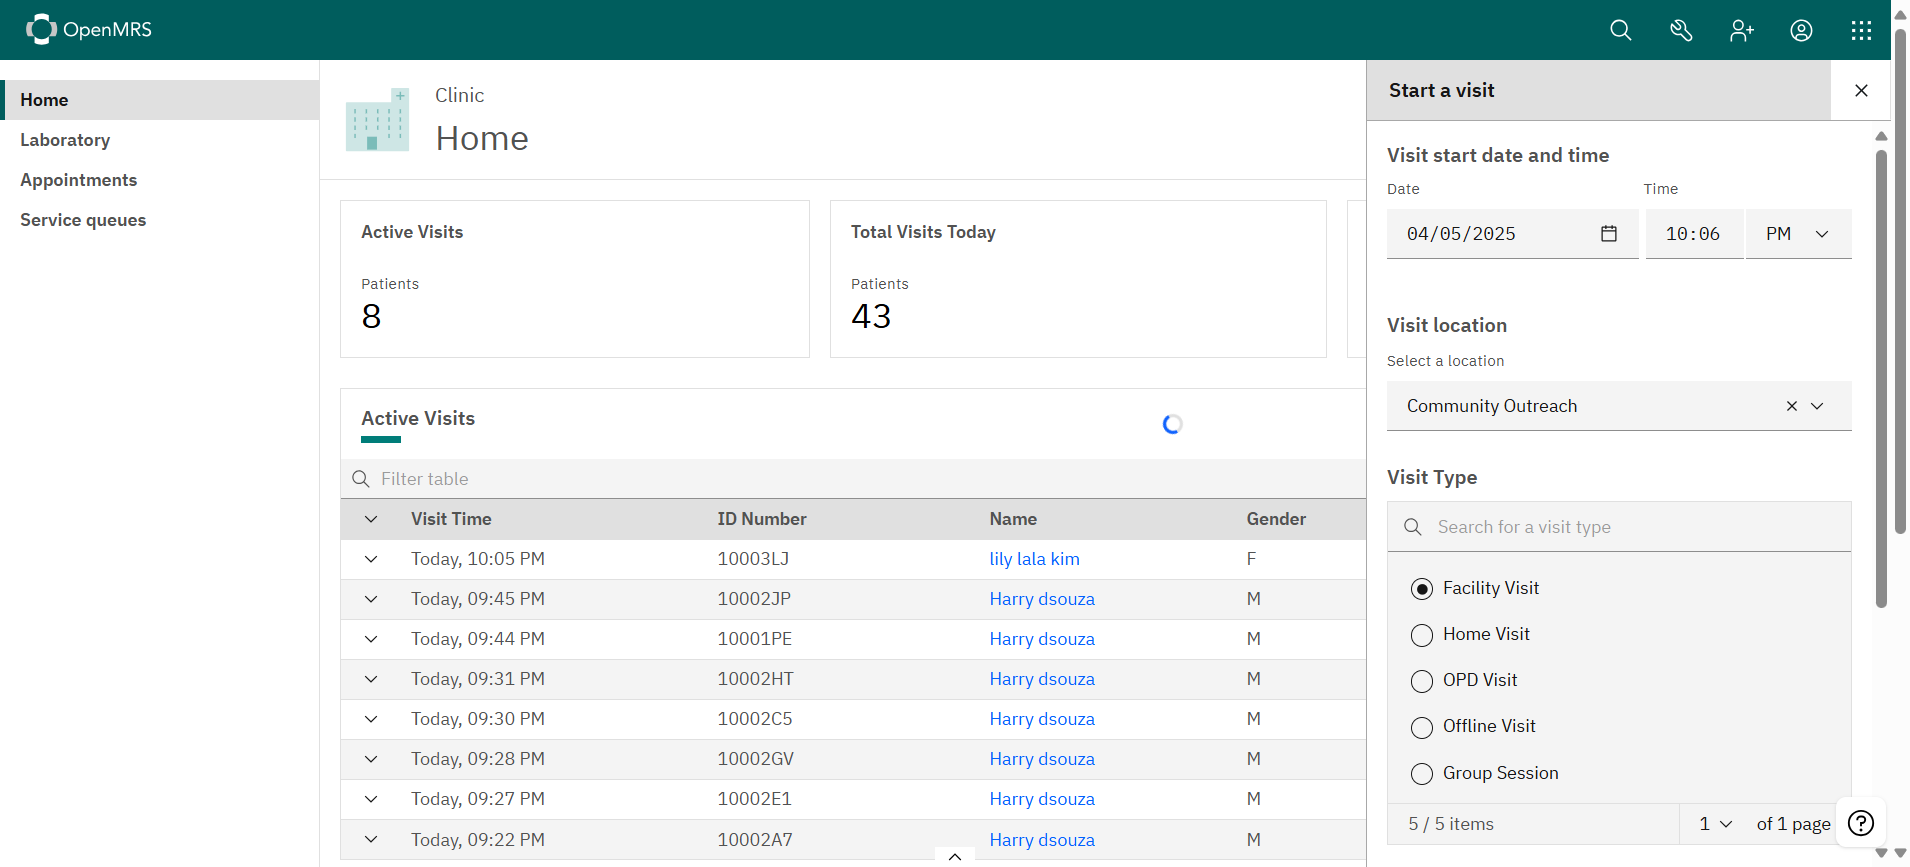 OpenMRS
Home
Laboratory
Appointments
Service queues
Clinic
Home
Active Visits
Patients
8
Total Visits Today
Patients
43
Active Visits
Filter table
Visit Time ID Number Name Gender
Today, 10:05 PM 10003LJ lily lala kim F
Today, 09:45 PM 10002JP Harry dsouza M
Today, 09:44 PM 10001PE Harry dsouza M
Today, 09:31 PM 10002HT Harry dsouza M
Today, 09:30 PM 10002C5 Harry dsouza M
Today, 09:28 PM 10002GV Harry dsouza M
Today, 09:27 PM 10002E1 Harry dsouza M
Today, 09:22 PM 10002A7 Harry dsouza M
Start a visit
Visit start date and time
Date Time
04/05/2025 10:06 PM
Visit location
Select a location
Community Outreach
Visit Type
Search for a visit type
Facility Visit
Home Visit
OPD Visit
Offline Visit
Group Session
5 / 5 items 1 of 1 page